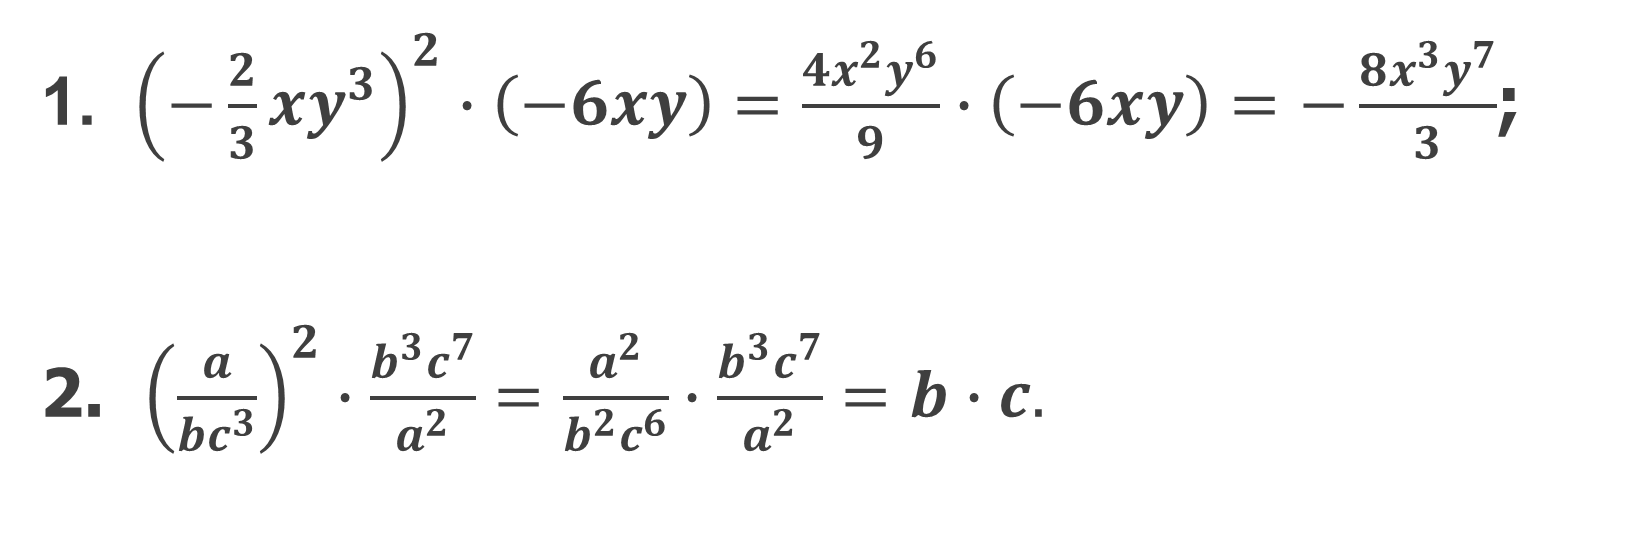 1. (− 2/3 xy³)² · (−6xy) = 4x²y⁶/9 · (−6xy) = − 8x³y⁷/3;
2. (a/bc³)² · b³c⁷/a² = a²/b²c⁶ · b³c⁷/a² = b · c.